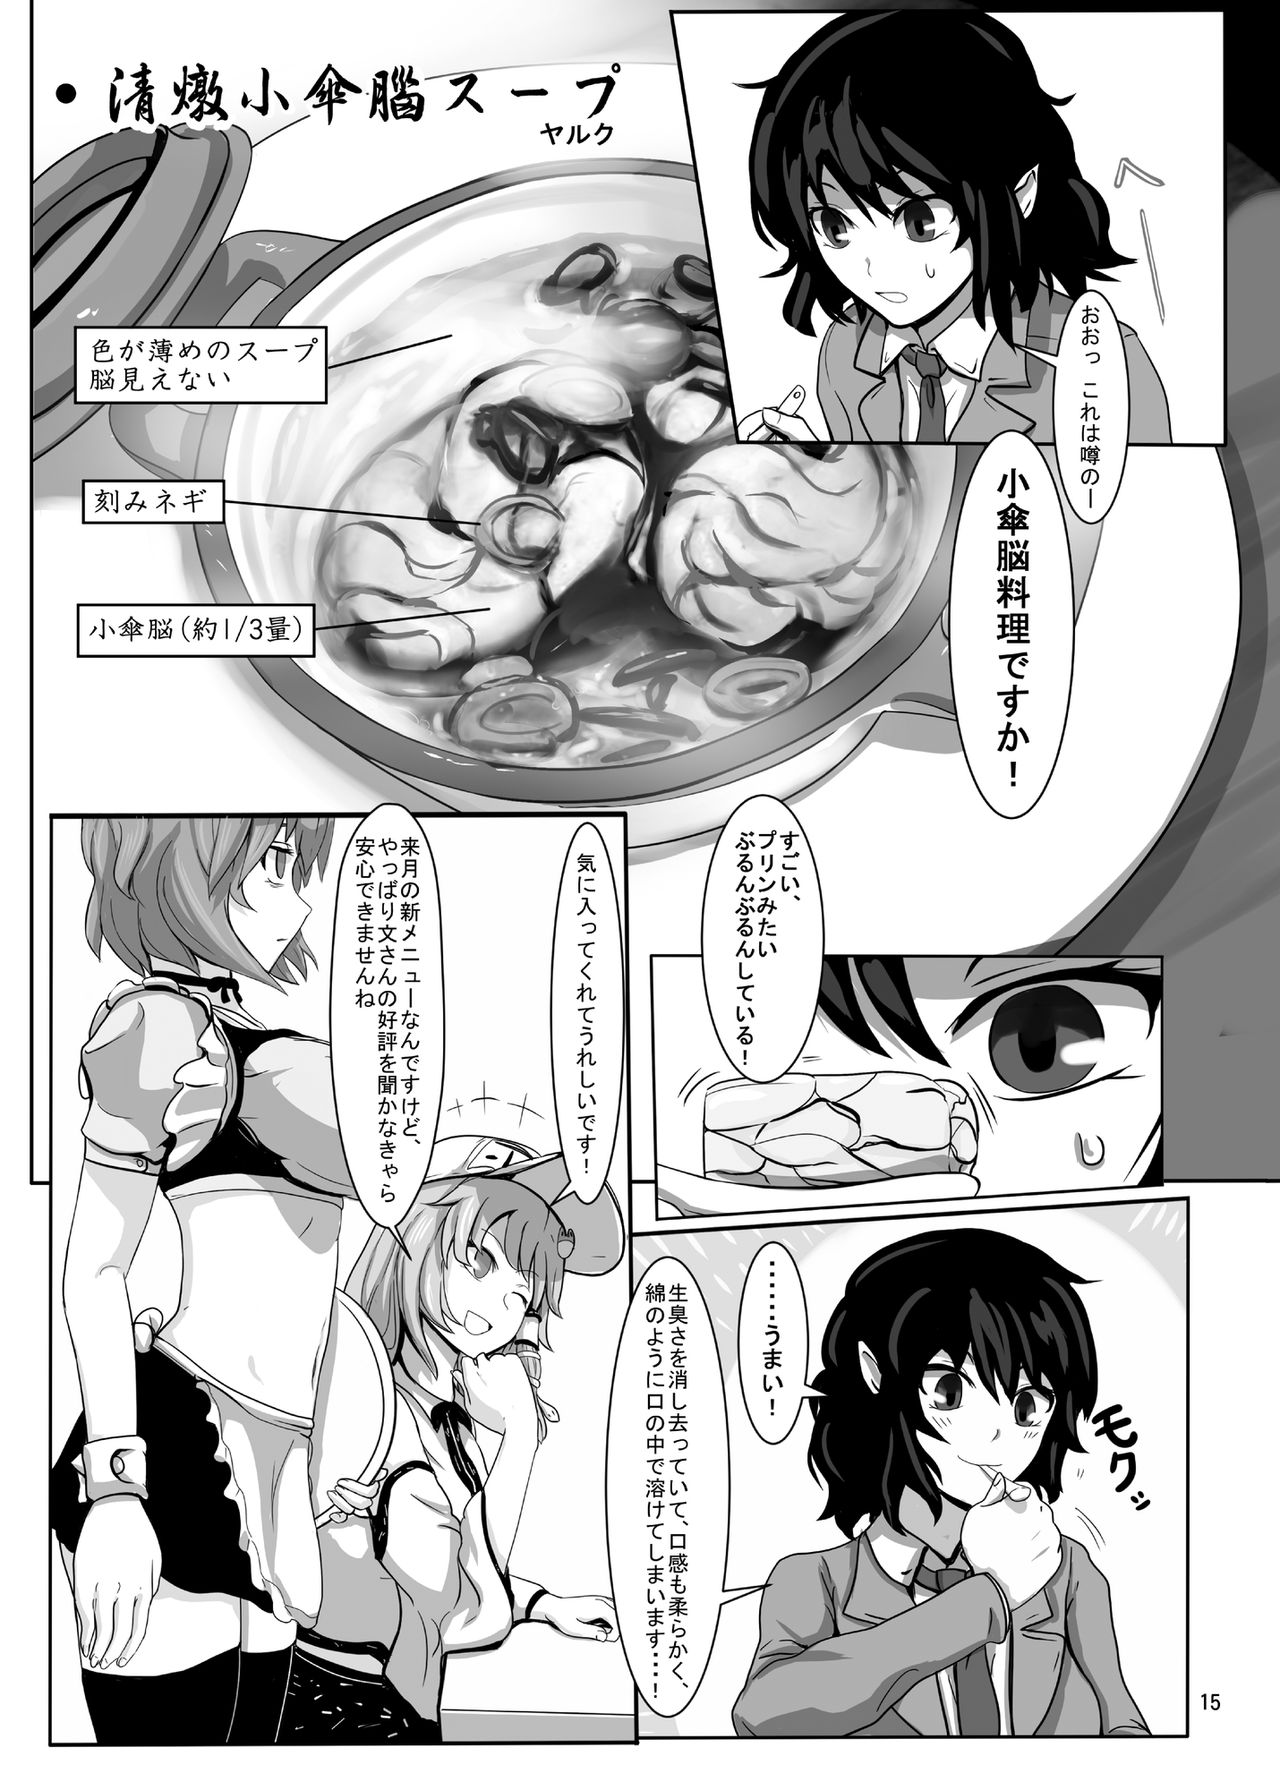 ・清燉小傘腦スープ
ヤルク
へー
おおっ これは噂のー
小傘脳料理ですか！
色が薄めのスープ
脳見えない
刻みネギ
小傘脳(約1/3量)
すごい、
プリンみたい
ぷるんぷるんしている！
気に入ってくれてうれしいです！
来月の新メニューなんですけど、
やっぱり文さんの好評を聞かなきゃら
安心できませんね
‥‥‥うまい！
モグッ
生臭さを消し去っていて、口感も柔らかく、
綿のように口の中で溶けてしまいます‥‥！
15